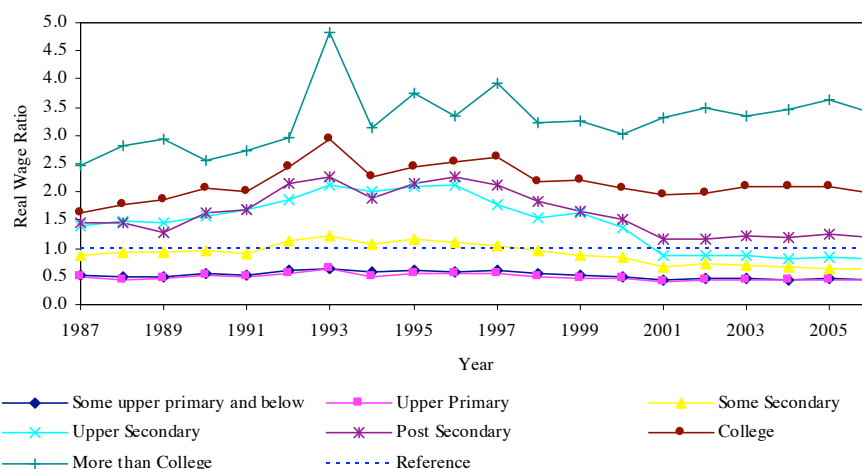 5.0
4.5
4.0
3.5
3.0
2.5
2.0
1.5
1.0
0.5
0.0
Real Wage Ratio
1987 1989 1991 1993 1995 1997 1999 2001 2003 2005
Year
Some upper primary and below Upper Primary Some Secondary
Upper Secondary Post Secondary College
More than College Reference